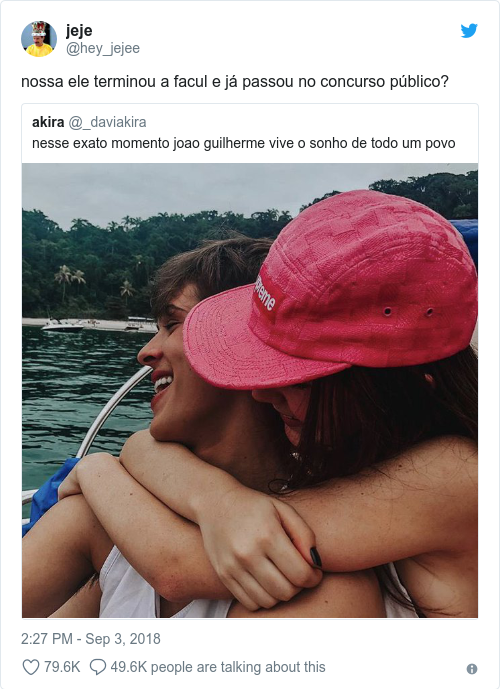 jeje
@hey_jejee
nossa ele terminou a facul e já passou no concurso público?
akira @_daviakira
nesse exato momento joao guilherme vive o sonho de todo um povo
2:27 PM - Sep 3, 2018
79.6K 49.6K people are talking about this